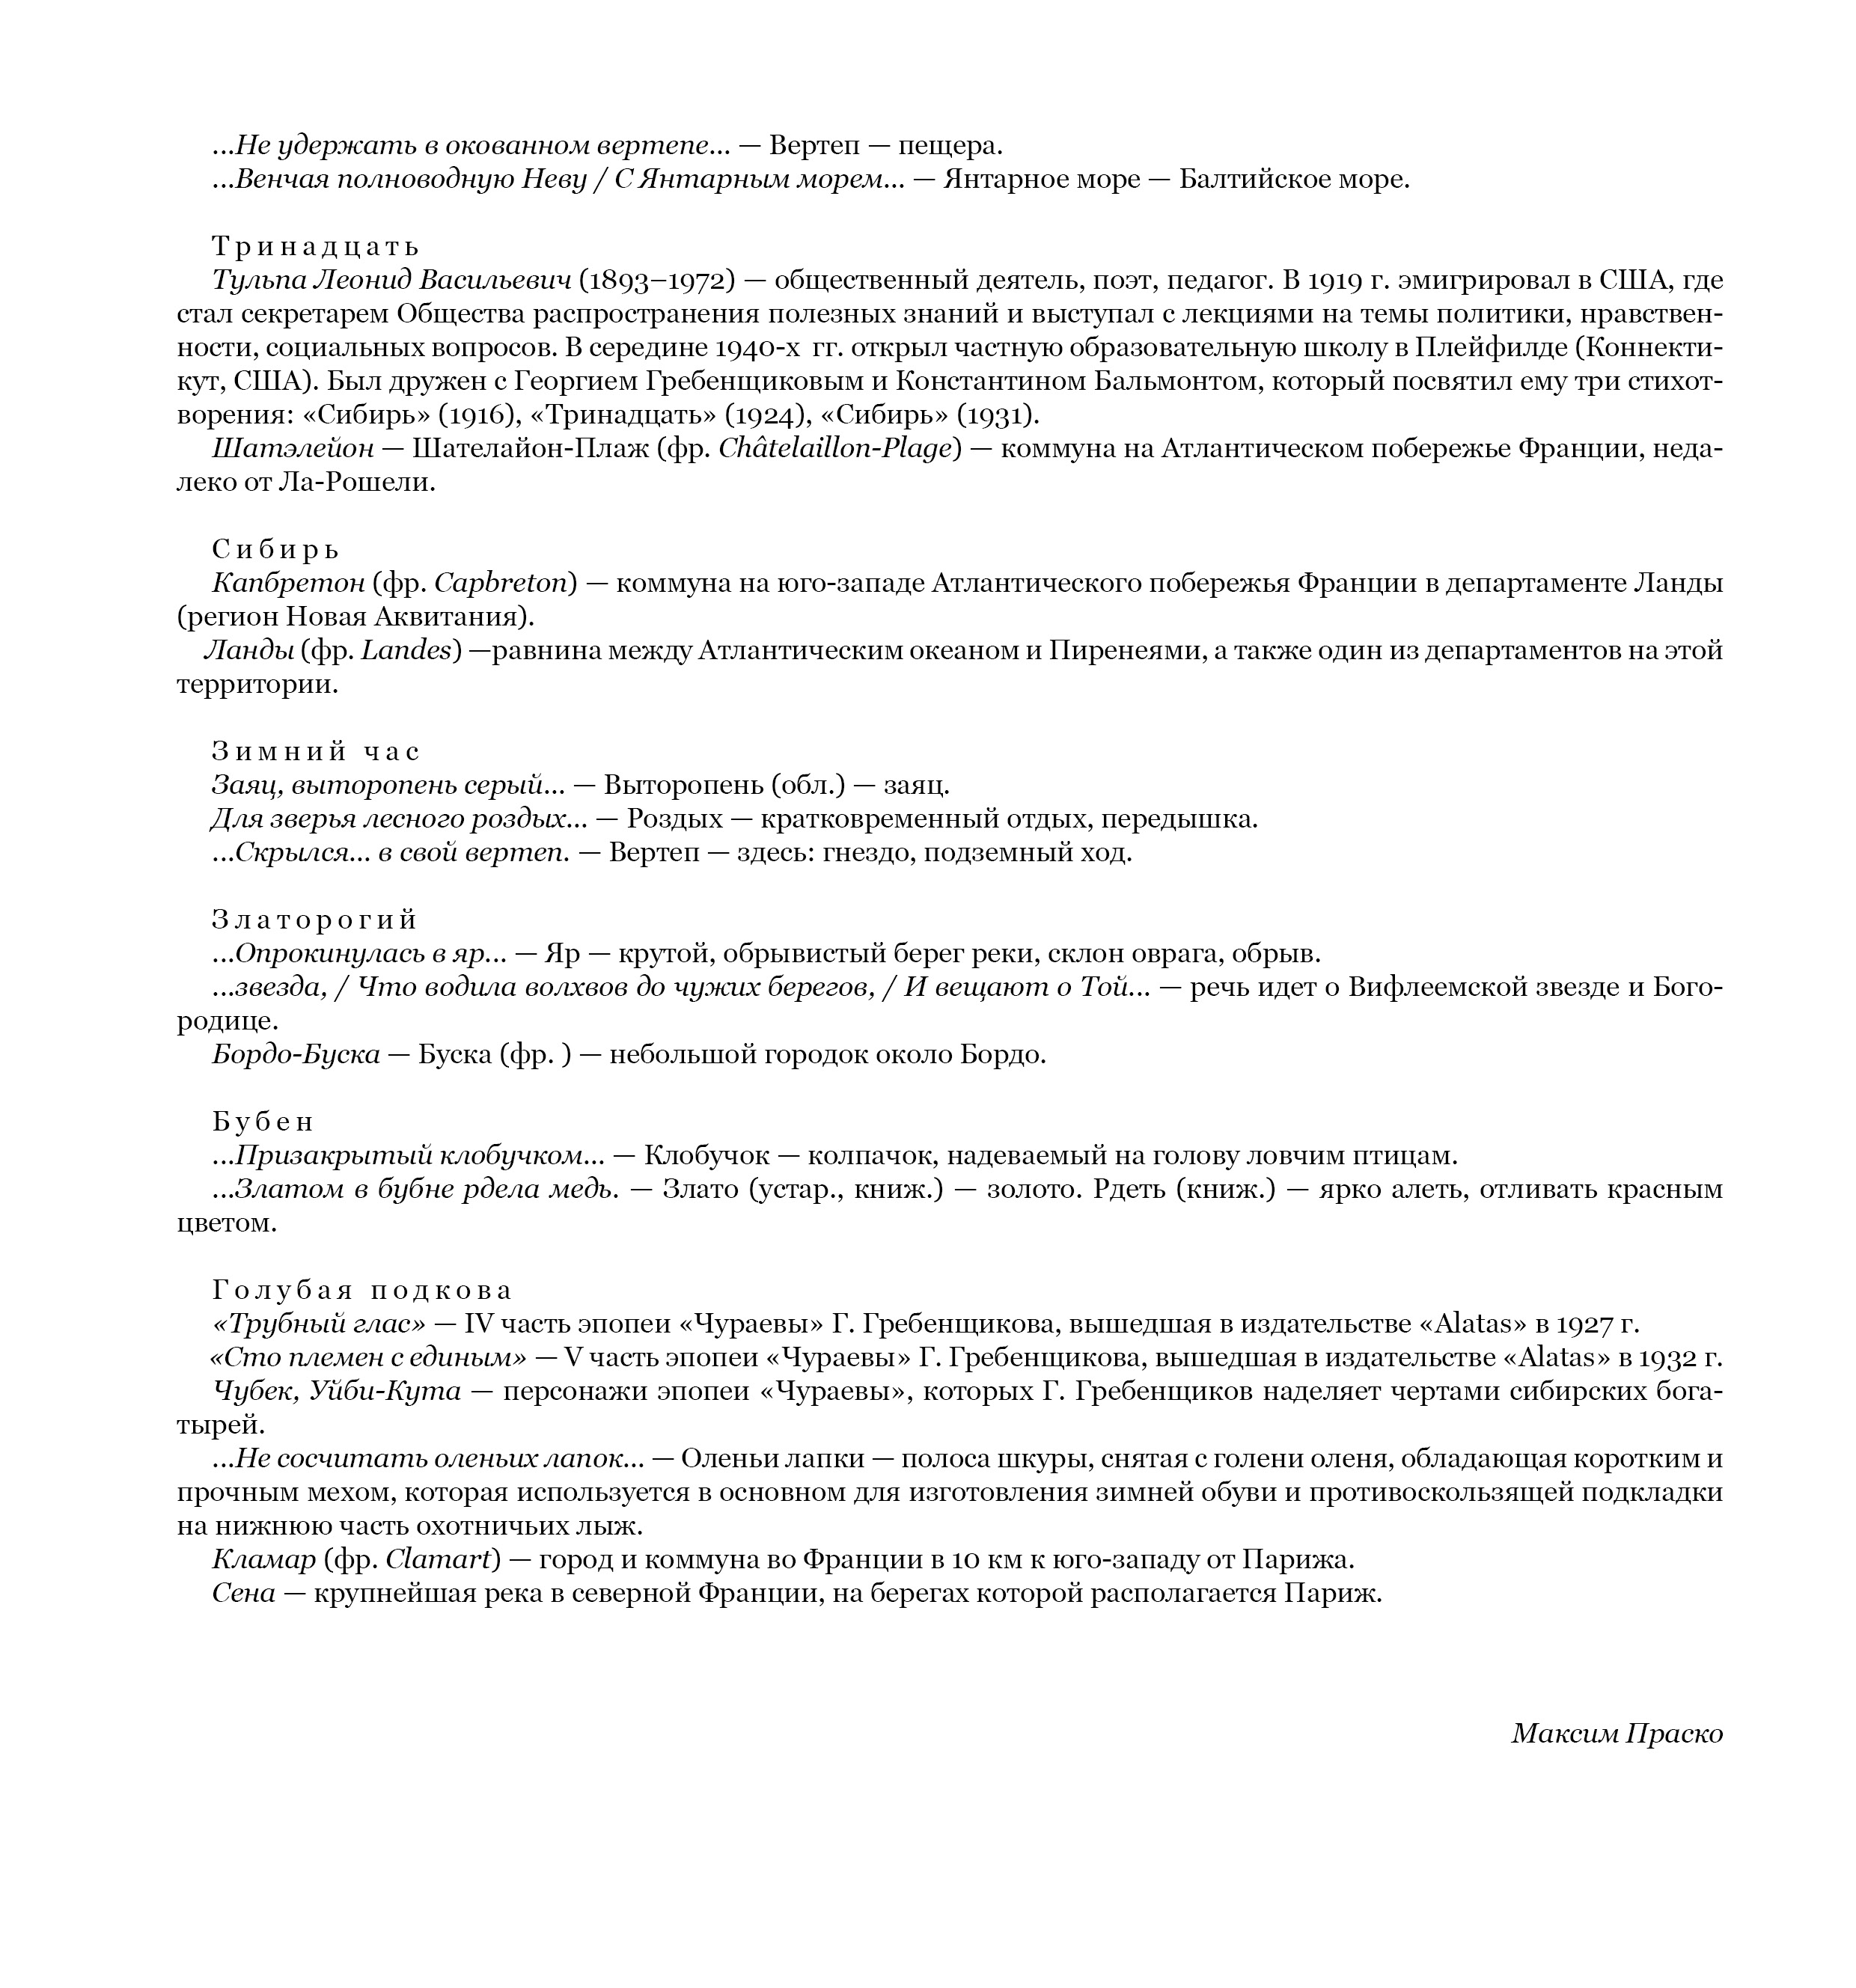 ...Не удержать в окованном вертепе... — Вертеп — пещера.
...Венчая полноводную Неву / С Янтарным морем... — Янтарное море — Балтийское море.
Тринадцать
Тульпа Леонид Васильевич (1893–1972) — общественный деятель, поэт, педагог. В 1919 г. эмигрировал в США, где
стал секретарем Общества распространения полезных знаний и выступал с лекциями на темы политики, нравствен-
ности, социальных вопросов. В середине 1940-х гг. открыл частную образовательную школу в Плейфилде (Коннекти-
кут, США). Был дружен с Георгием Гребенщиковым и Константином Бальмонтом, который посвятил ему три стихот-
ворения: «Сибирь» (1916), «Тринадцать» (1924), «Сибирь» (1931).
Шатэлейон — Шателайон-Плаж (фр. Châtelaillon-Plage) — коммуна на Атлантическом побережье Франции, неда-
леко от Ла-Рошели.
Сибирь
Капбретон (фр. Capbreton) — коммуна на юго-западе Атлантического побережья Франции в департаменте Ланды
(регион Новая Аквитания).
Ланды (фр. Landes) —равнина между Атлантическим океаном и Пиренеями, а также один из департаментов на этой
территории.
Зимний час
Заяц, выторопень серый... — Выторопень (обл.) — заяц.
Для зверья лесного роздых... — Роздых — кратковременный отдых, передышка.
...Скрылся... в свой вертеп. — Вертеп — здесь: гнездо, подземный ход.
Златорогий
...Опрокинулась в яр... — Яр — крутой, обрывистый берег реки, склон оврага, обрыв.
...звезда, / Что водила волхвов до чужих берегов, / И вещают о Той... — речь идет о Вифлеемской звезде и Бого-
родице.
Бордо-Буска — Буска (фр. ) — небольшой городок около Бордо.
Бубен
...Призакрытый клобучком... — Клобучок — колпачок, надеваемый на голову ловчим птицам.
...Златом в бубне рдела медь. — Злато (устар., книж.) — золото. Рдеть (книж.) — ярко алеть, отливать красным
цветом.
Голубая подкова
«Трубный глас» — IV часть эпопеи «Чураевы» Г. Гребенщикова, вышедшая в издательстве «Alatas» в 1927 г.
«Сто племен с единым» — V часть эпопеи «Чураевы» Г. Гребенщикова, вышедшая в издательстве «Alatas» в 1932 г.
Чубек, Уйби-Кута — персонажи эпопеи «Чураевы», которых Г. Гребенщиков наделяет чертами сибирских бога-
тырей.
...Не сосчитать оленьих лапок... — Оленьи лапки — полоса шкуры, снятая с голени оленя, обладающая коротким и
прочным мехом, которая используется в основном для изготовления зимней обуви и противоскользящей подкладки
на нижнюю часть охотничьих лыж.
Кламар (фр. Clamart) — город и коммуна во Франции в 10 км к юго-западу от Парижа.
Сена — крупнейшая река в северной Франции, на берегах которой располагается Париж.
Максим Праско